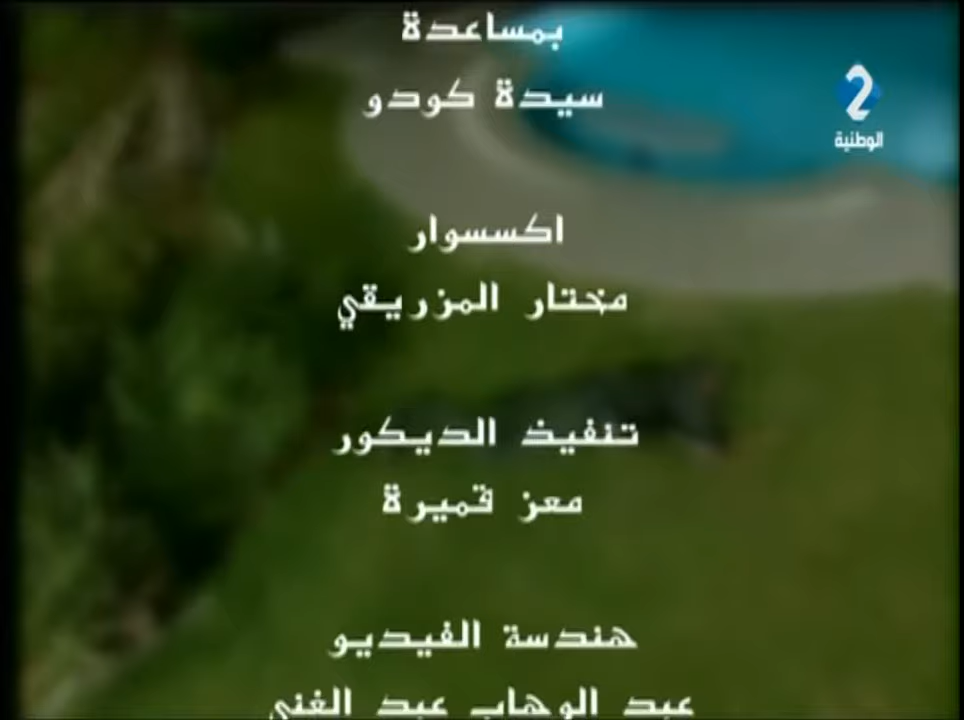 بمساعدة
سيدة كودو
2
الوطنية
اكسسوار
مختار المزريقي
تنفيذ الديكور
معز قميرة
هندسة الفيديو
عبد الوهاب عبد الغني